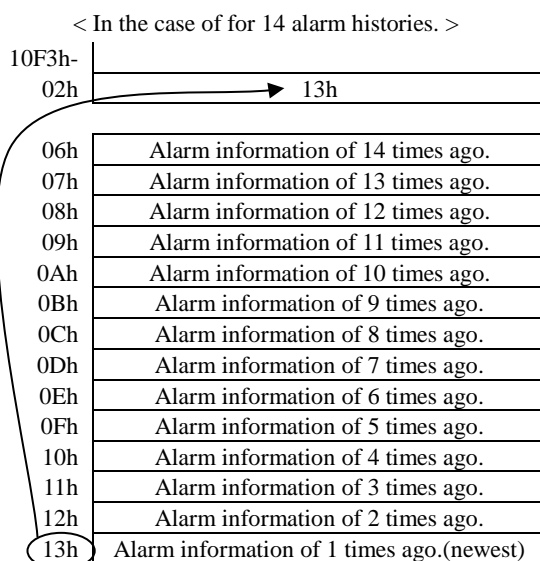 < In the case of for 14 alarm histories. >
10F3h-
02h 13h
06h Alarm information of 14 times ago.
07h Alarm information of 13 times ago.
08h Alarm information of 12 times ago.
09h Alarm information of 11 times ago.
0Ah Alarm information of 10 times ago.
0Bh Alarm information of 9 times ago.
0Ch Alarm information of 8 times ago.
0Dh Alarm information of 7 times ago.
0Eh Alarm information of 6 times ago.
0Fh Alarm information of 5 times ago.
10h Alarm information of 4 times ago.
11h Alarm information of 3 times ago.
12h Alarm information of 2 times ago.
13h Alarm information of 1 times ago.(newest)